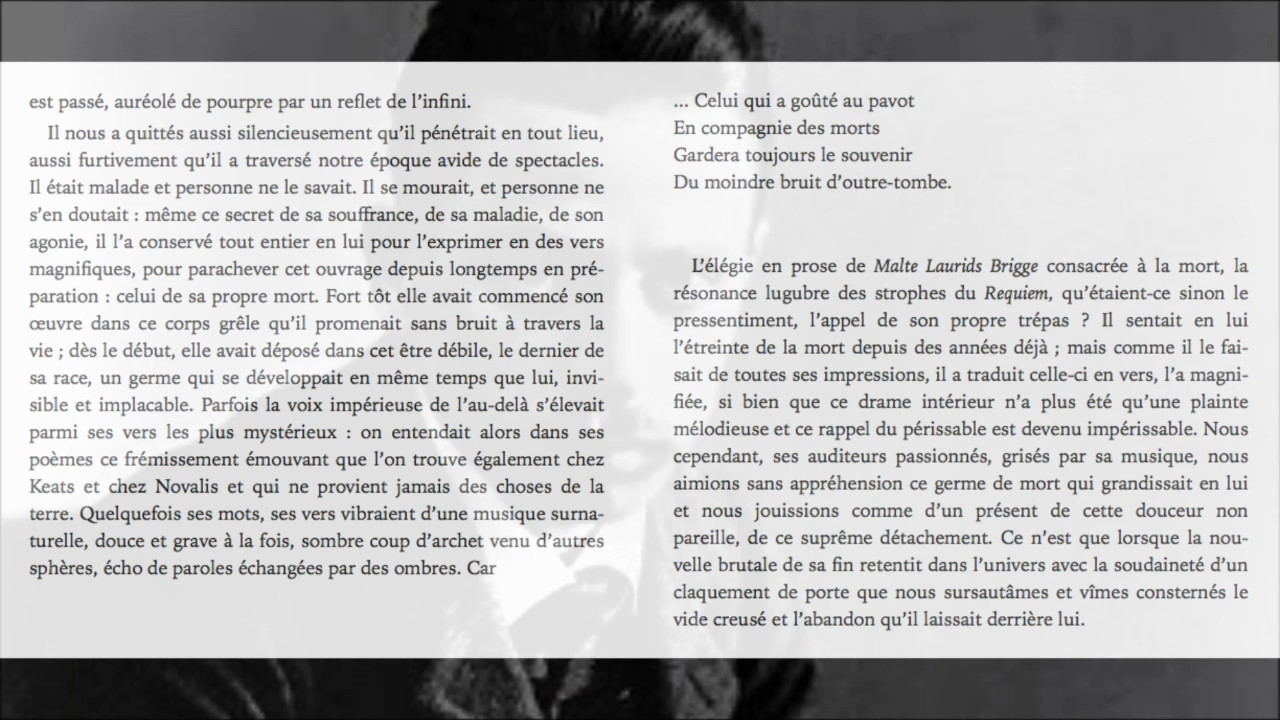 est passé, auréolé de pourpre par un reflet de l’infini.
Il nous a quittés aussi silencieusement qu’il pénétrait en tout lieu,
aussi furtivement qu’il a traversé notre époque avide de spectacles.
Il était malade et personne ne le savait. Il se mourait, et personne ne
s’en doutait : même ce secret de sa souffrance, de sa maladie, de son
agonie, il l’a conservé tout entier en lui pour l’exprimer en des vers
magnifiques, pour parachever cet ouvrage depuis longtemps en pré-
paration : celui de sa propre mort. Fort tôt elle avait commencé son
œuvre dans ce corps grêle qu’il promenait sans bruit à travers la
vie ; dès le début, elle avait déposé dans cet être débile, le dernier de
sa race, un germe qui se développait en même temps que lui, invi-
sible et implacable. Parfois la voix impérieuse de l’au-delà s’élevait
parmi ses vers les plus mystérieux : on entendait alors dans ses
poèmes ce frémissement émouvant que l’on trouve également chez
Keats et chez Novalis et qui ne provient jamais des choses de la
terre. Quelquefois ses mots, ses vers vibraient d’une musique surna-
turelle, douce et grave à la fois, sombre coup d’archet venu d’autres
sphères, écho de paroles échangées par des ombres. Car
... Celui qui a goûté au pavot
En compagnie des morts
Gardera toujours le souvenir
Du moindre bruit d’outre-tombe.
L’élégie en prose de Malte Laurids Brigge consacrée à la mort, la
résonance lugubre des strophes du Requiem, qu’étaient-ce sinon le
pressentiment, l’appel de son propre trépas ? Il sentait en lui
l’étreinte de la mort depuis des années déjà ; mais comme il le fai-
sait de toutes ses impressions, il a traduit celle-ci en vers, l’a magni-
fiée, si bien que ce drame intérieur n’a plus été qu’une plainte
mélodieuse et ce rappel du périssable est devenu impérissable. Nous
cependant, ses auditeurs passionnés, grisés par sa musique, nous
aimions sans appréhension ce germe de mort qui grandissait en lui
et nous jouissions comme d’un présent de cette douceur non
pareille, de ce suprême détachement. Ce n’est que lorsque la nou-
velle brutale de sa fin retentit dans l’univers avec la soudaineté d’un
claquement de porte que nous sursautâmes et vîmes consternés le
vide creusé et l’abandon qu’il laissait derrière lui.